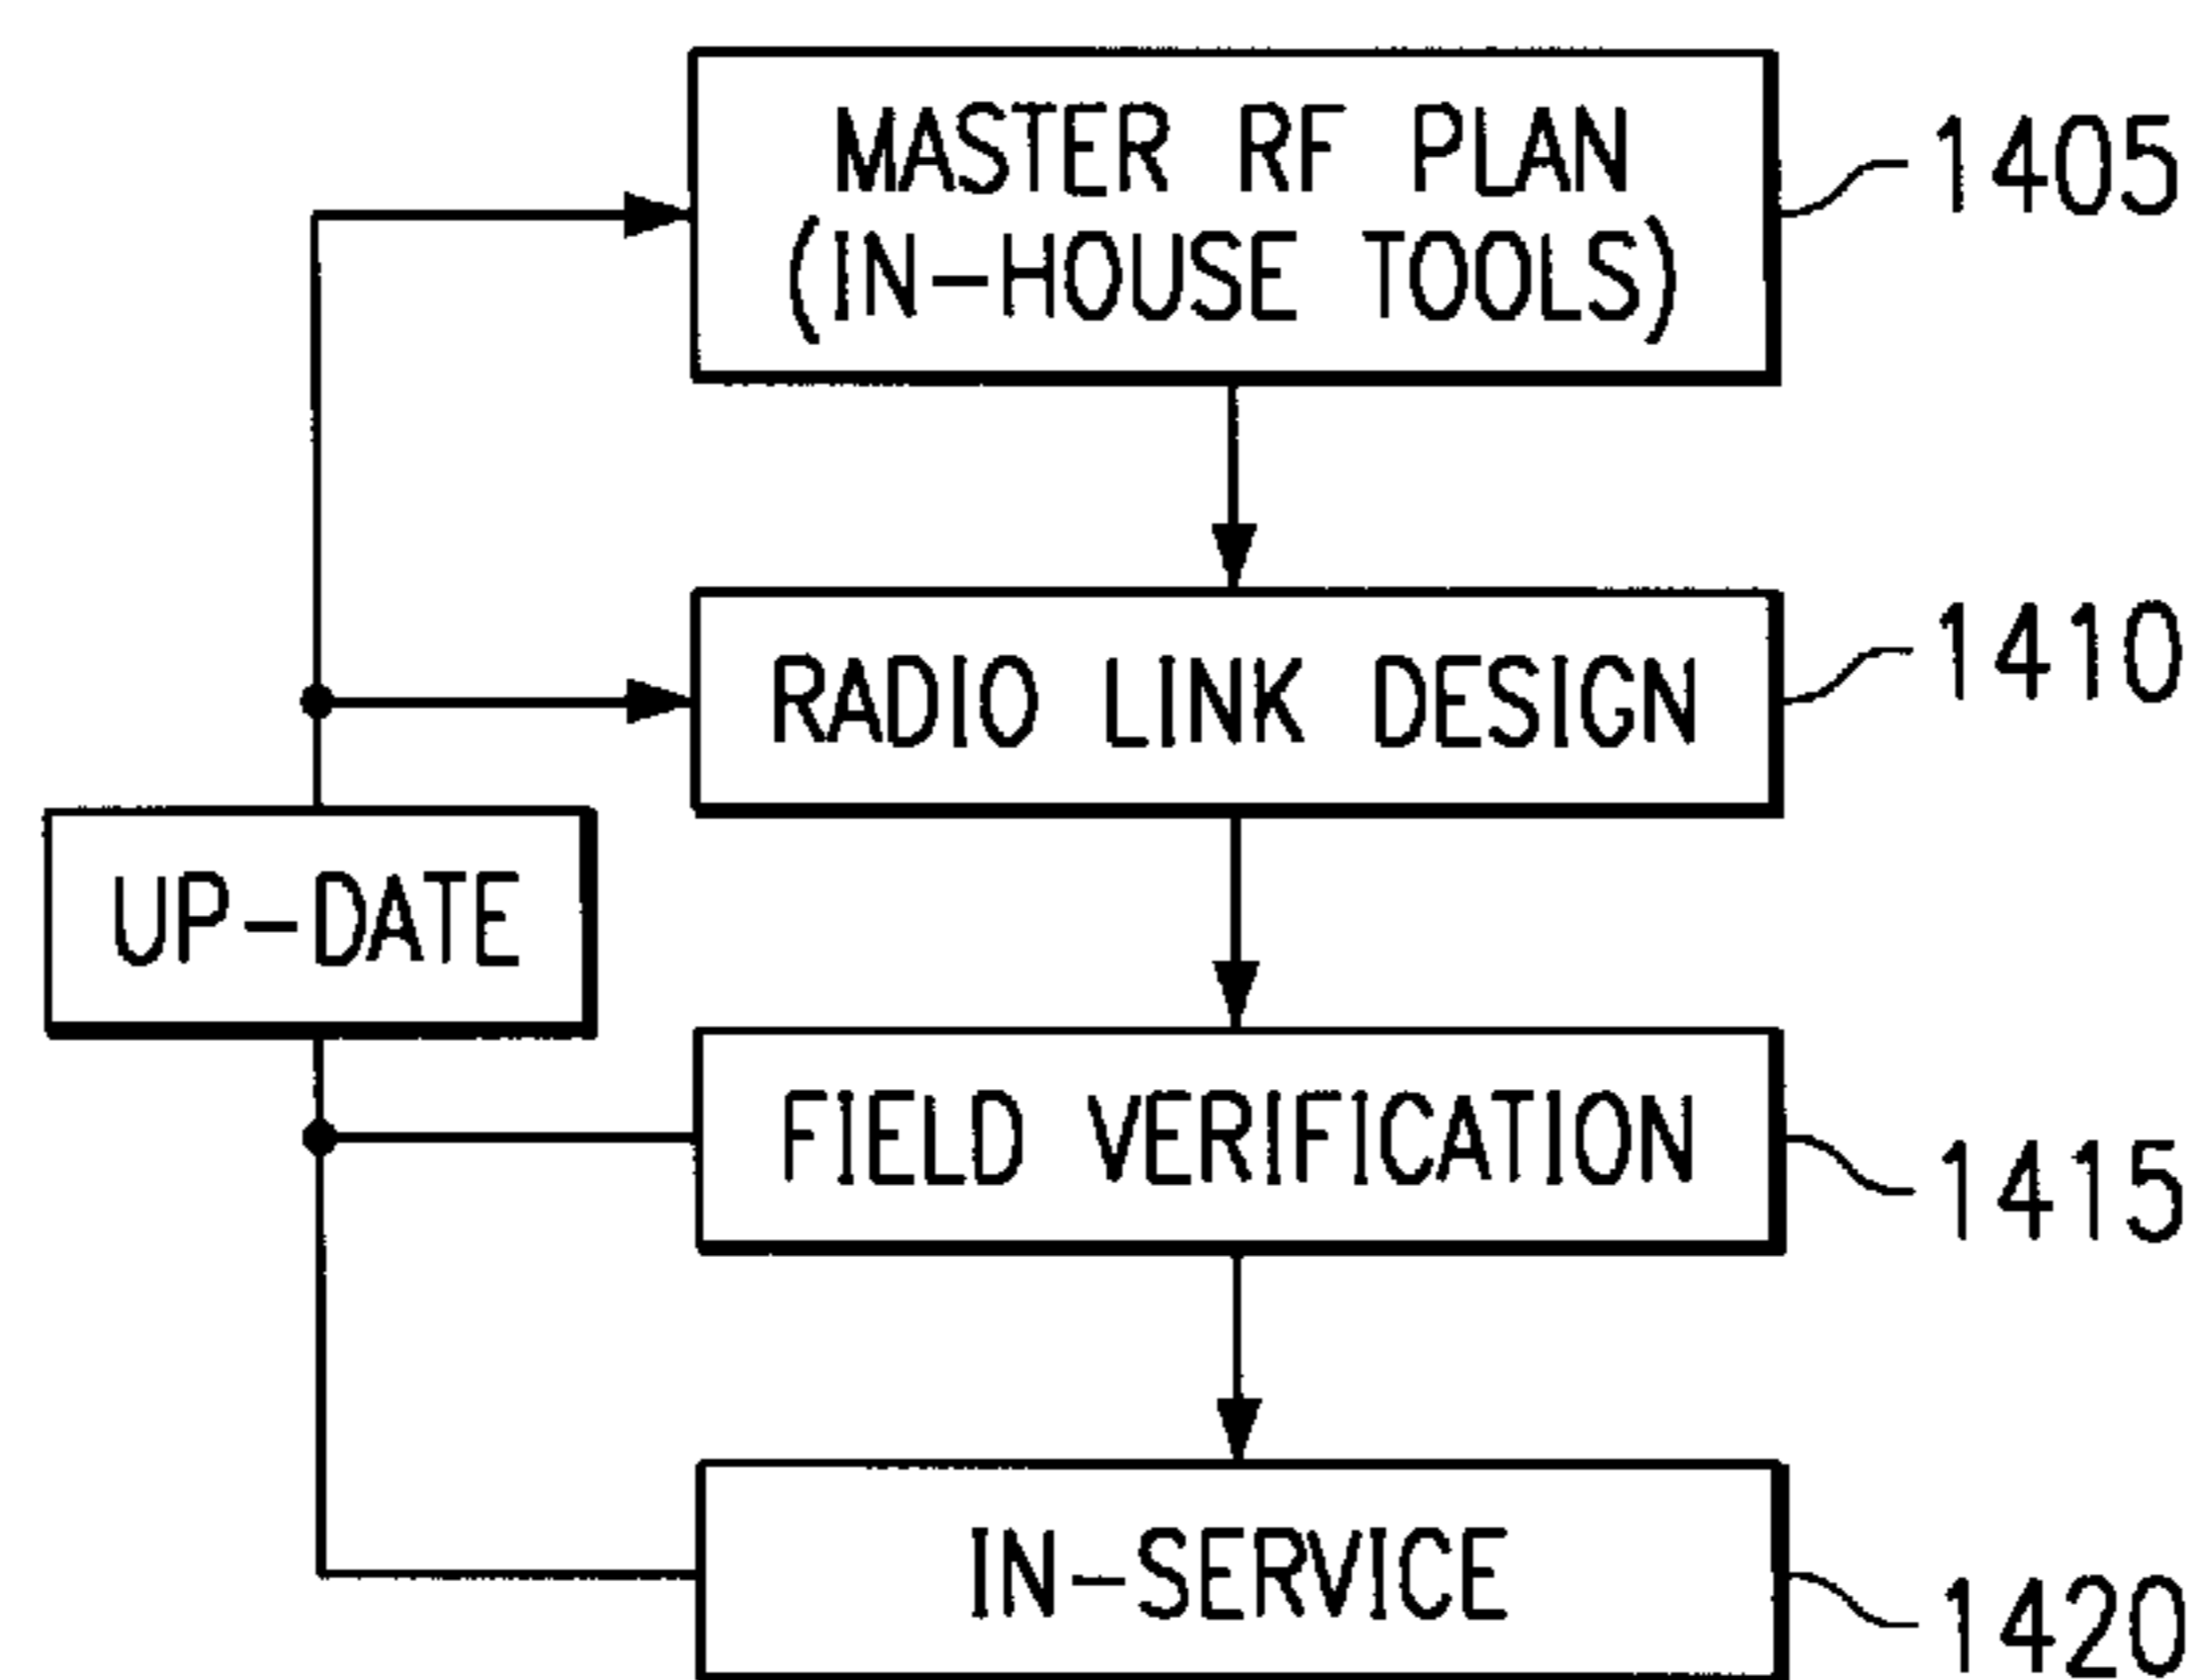 MASTER RF PLAN
(IN-HOUSE TOOLS)
1405
RADIO LINK DESIGN
1410
UP-DATE
FIELD VERIFICATION
1415
IN-SERVICE
1420